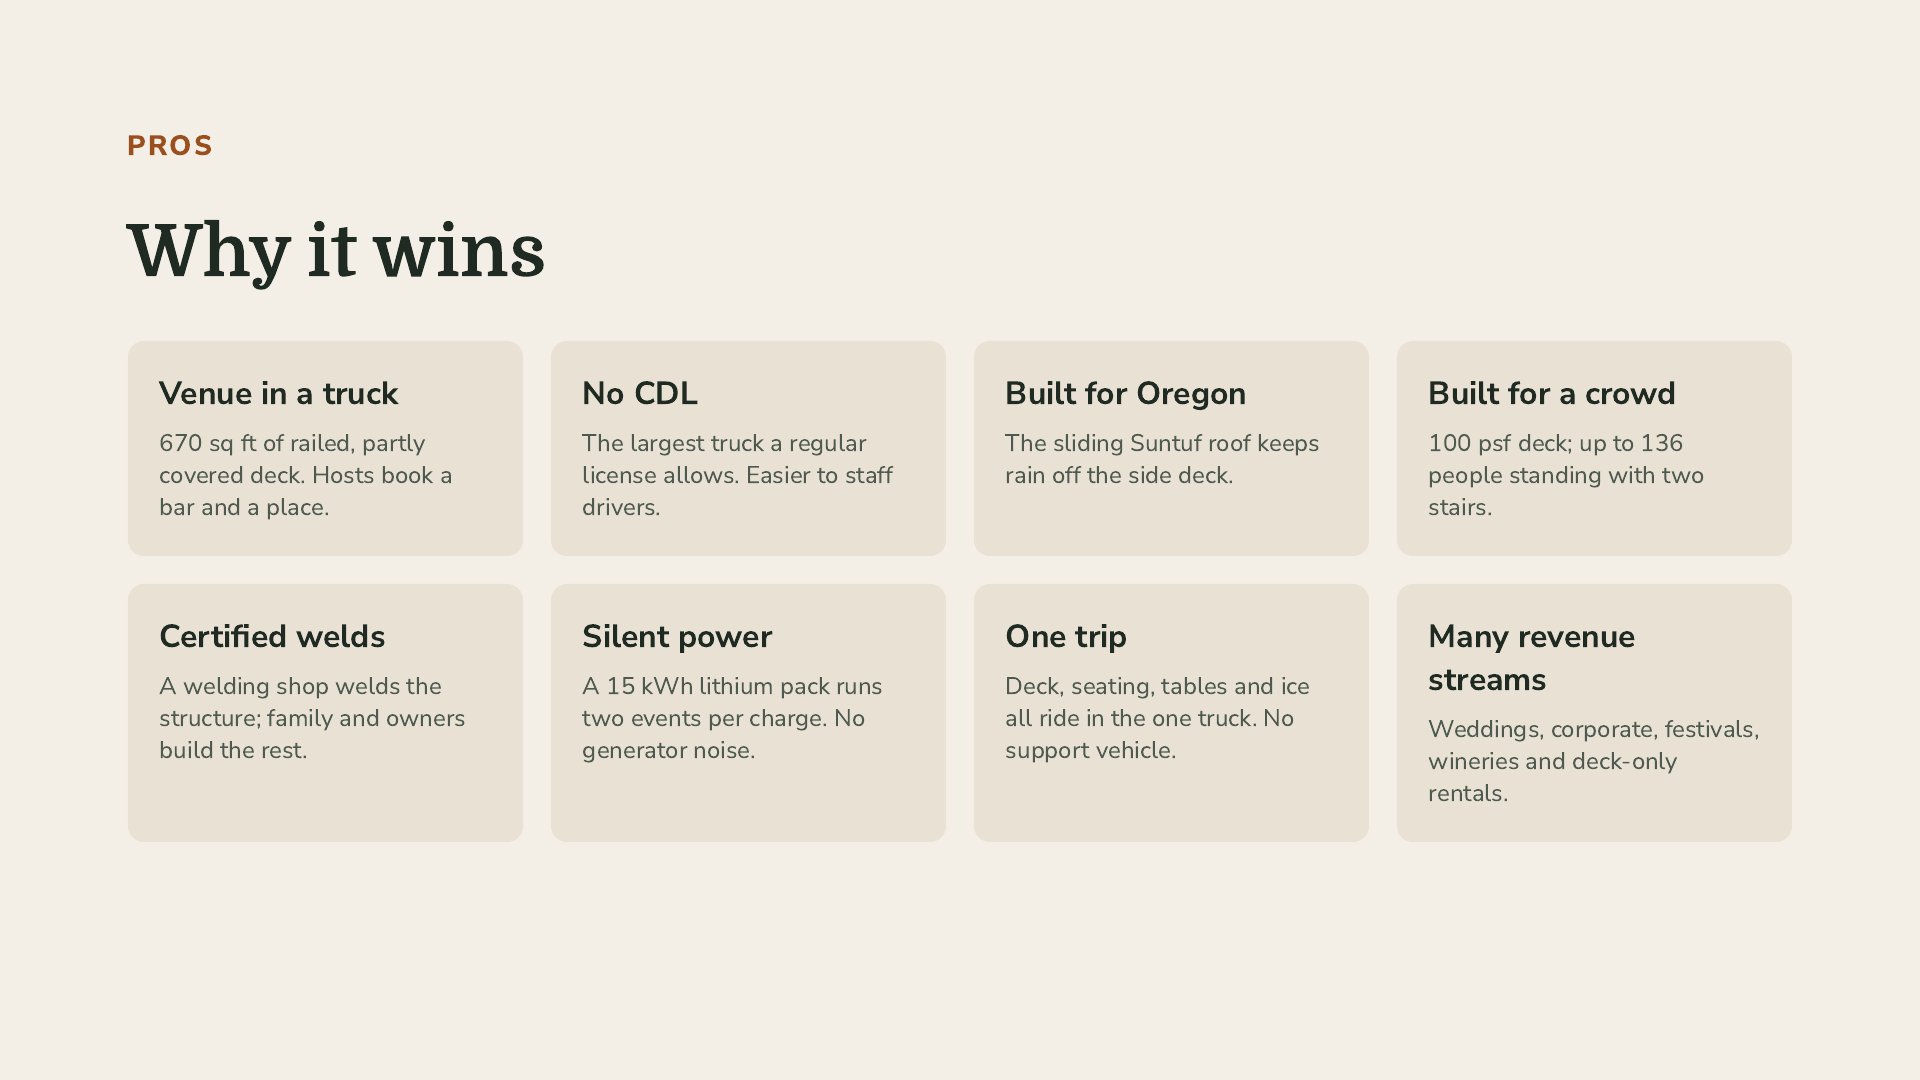 PROS
Why it wins
Venue in a truck
670 sq ft of railed, partly
covered deck. Hosts book a
bar and a place.
No CDL
The largest truck a regular
license allows. Easier to staff
drivers.
Built for Oregon
The sliding Suntuf roof keeps
rain off the side deck.
Built for a crowd
100 psf deck; up to 136
people standing with two
stairs.
Certified welds
A welding shop welds the
structure; family and owners
build the rest.
Silent power
A 15 kWh lithium pack runs
two events per charge. No
generator noise.
One trip
Deck, seating, tables and ice
all ride in the one truck. No
support vehicle.
Many revenue
streams
Weddings, corporate, festivals,
wineries and deck-only
rentals.